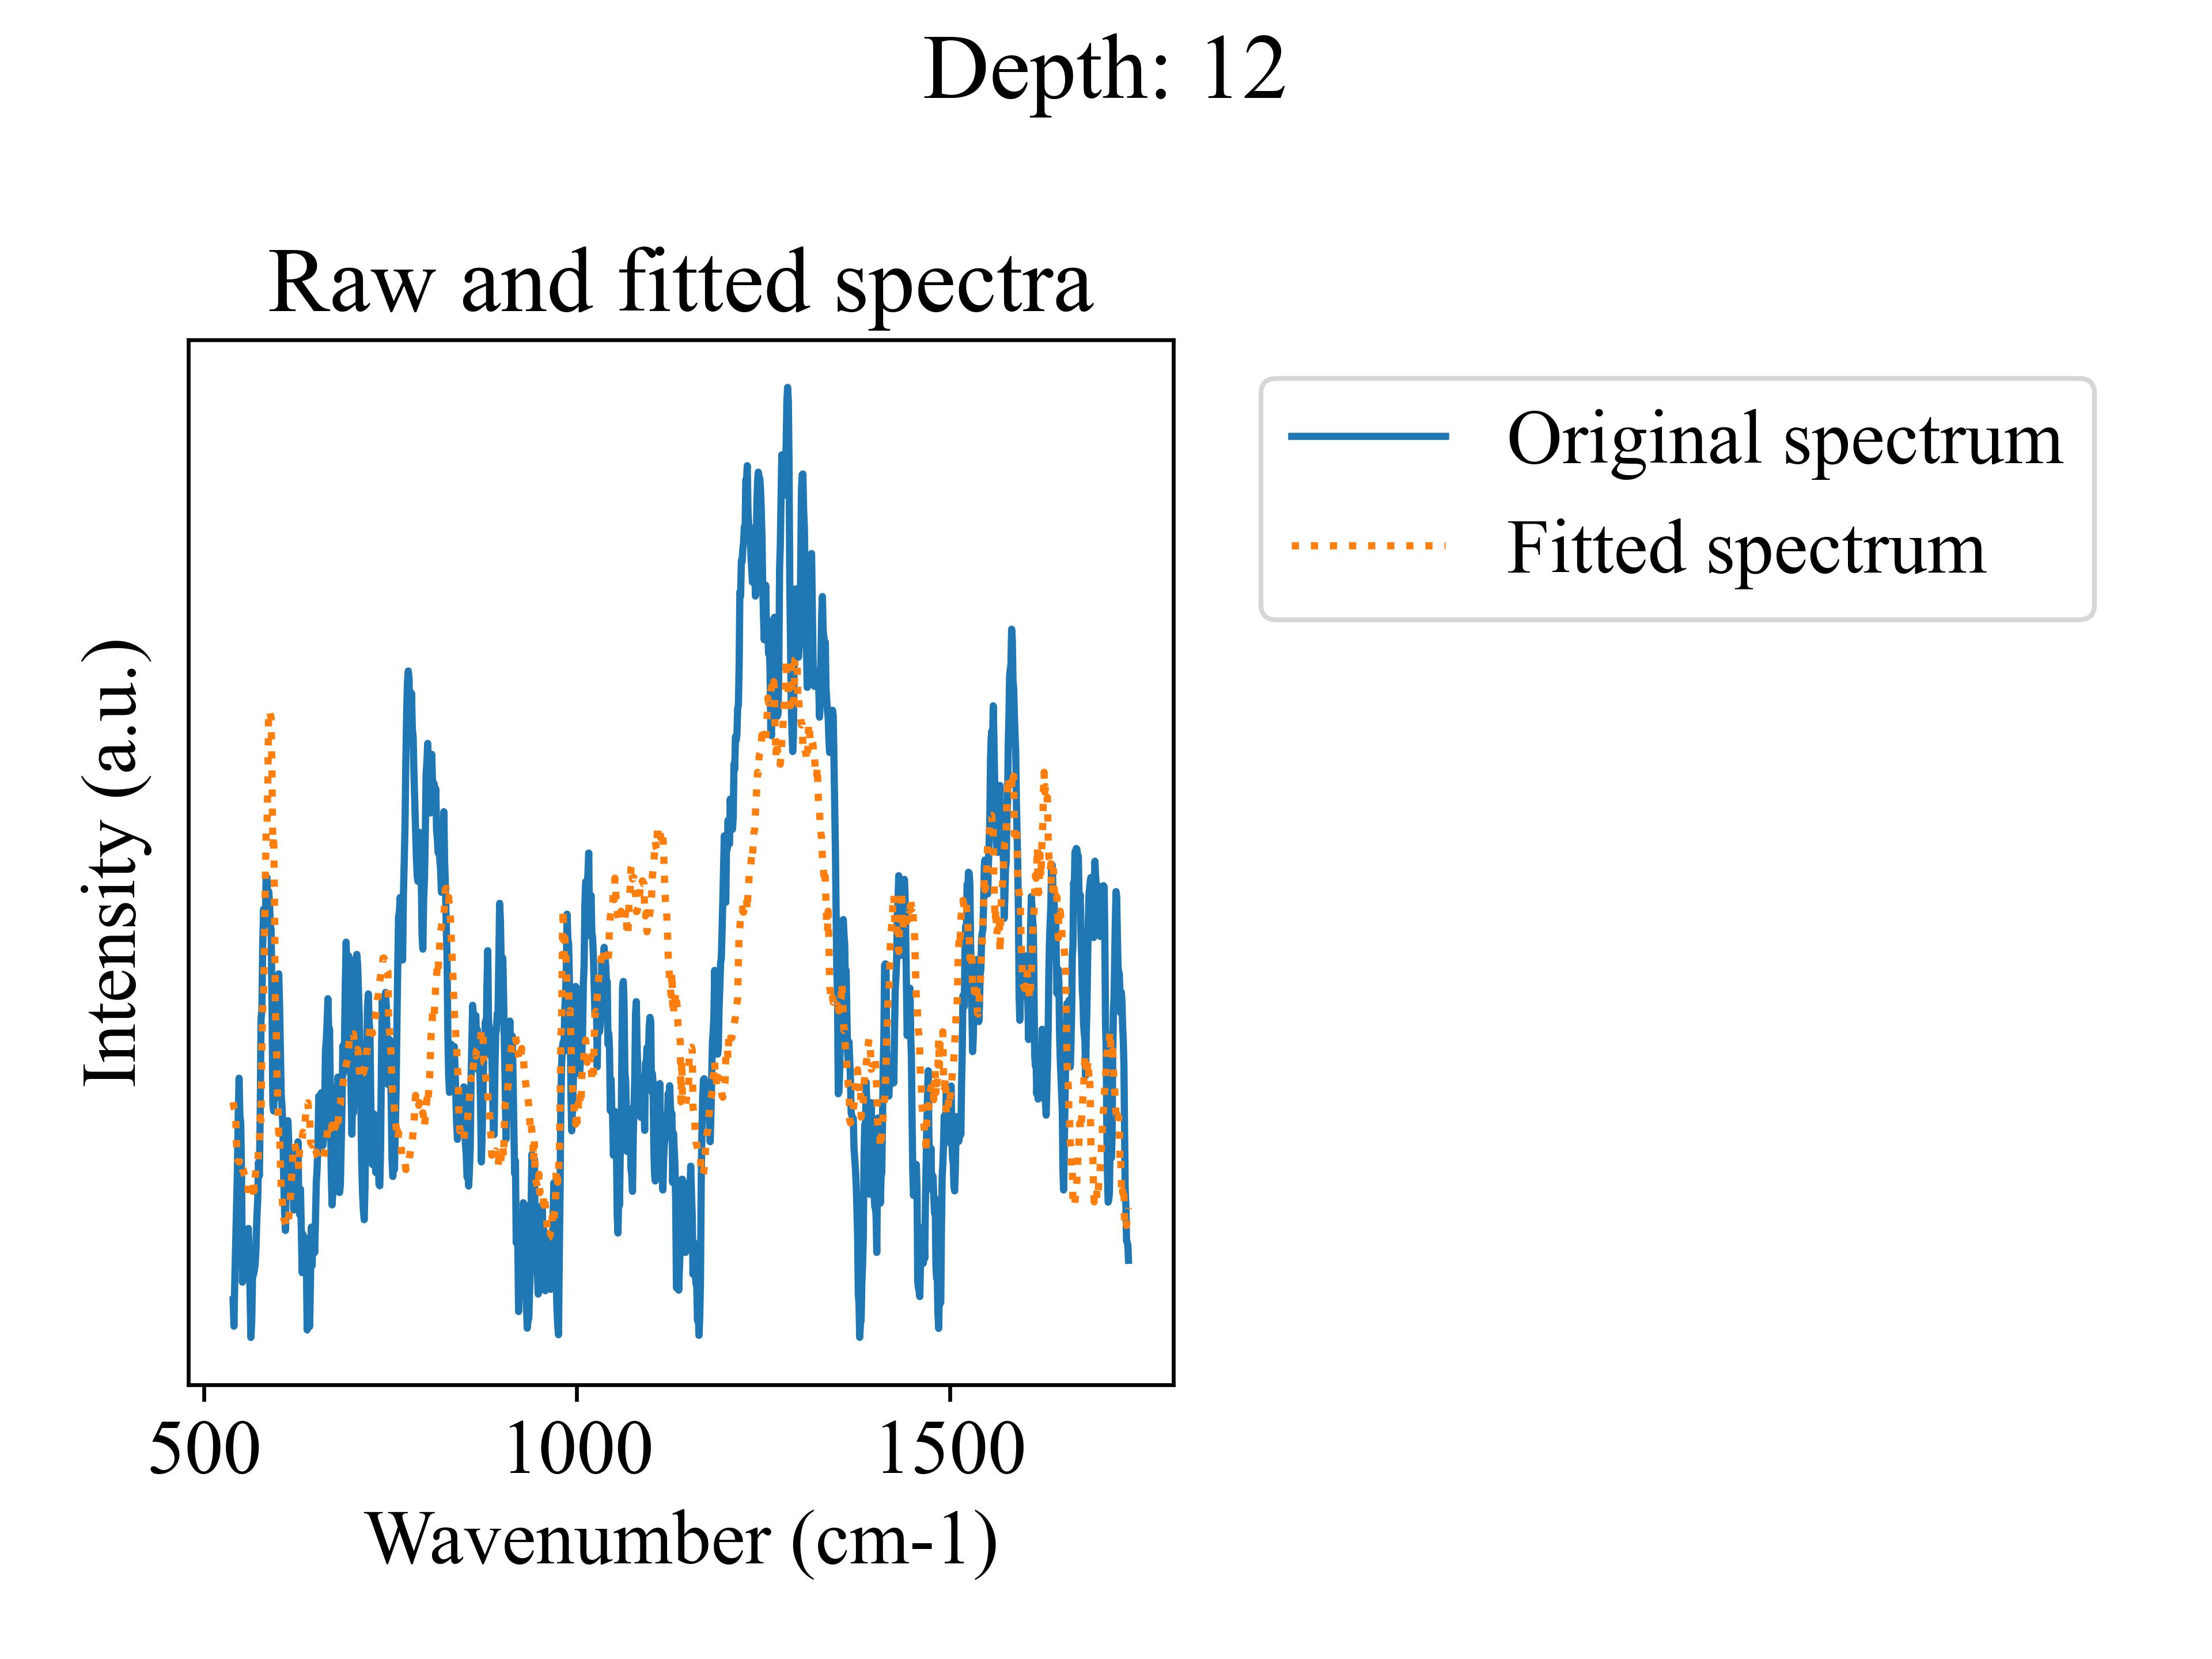 Depth: 12
Raw and fitted spectra
Original spectrum
Fitted spectrum
Intensity (a.u.)
500 1000 1500
Wavenumber (cm-1)